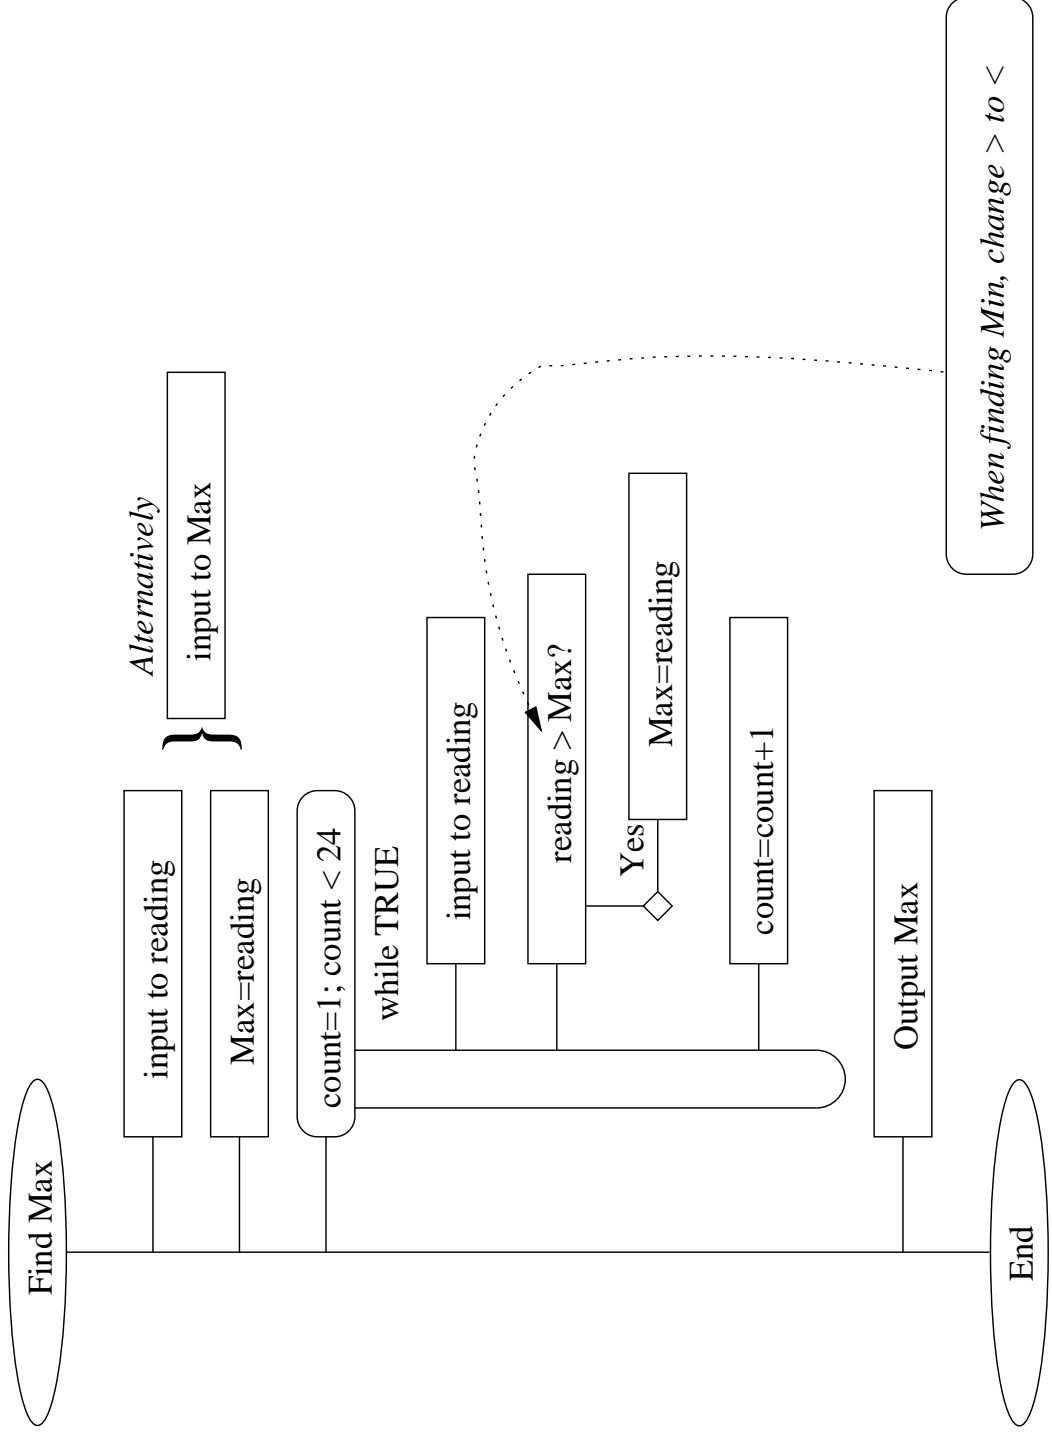 Find Max
input to reading
Alternatively
input to Max
Max=reading
count=1; count < 24
while TRUE
input to reading
reading > Max?
Yes
Max=reading
count=count+1
Output Max
End
When finding Min, change > to <